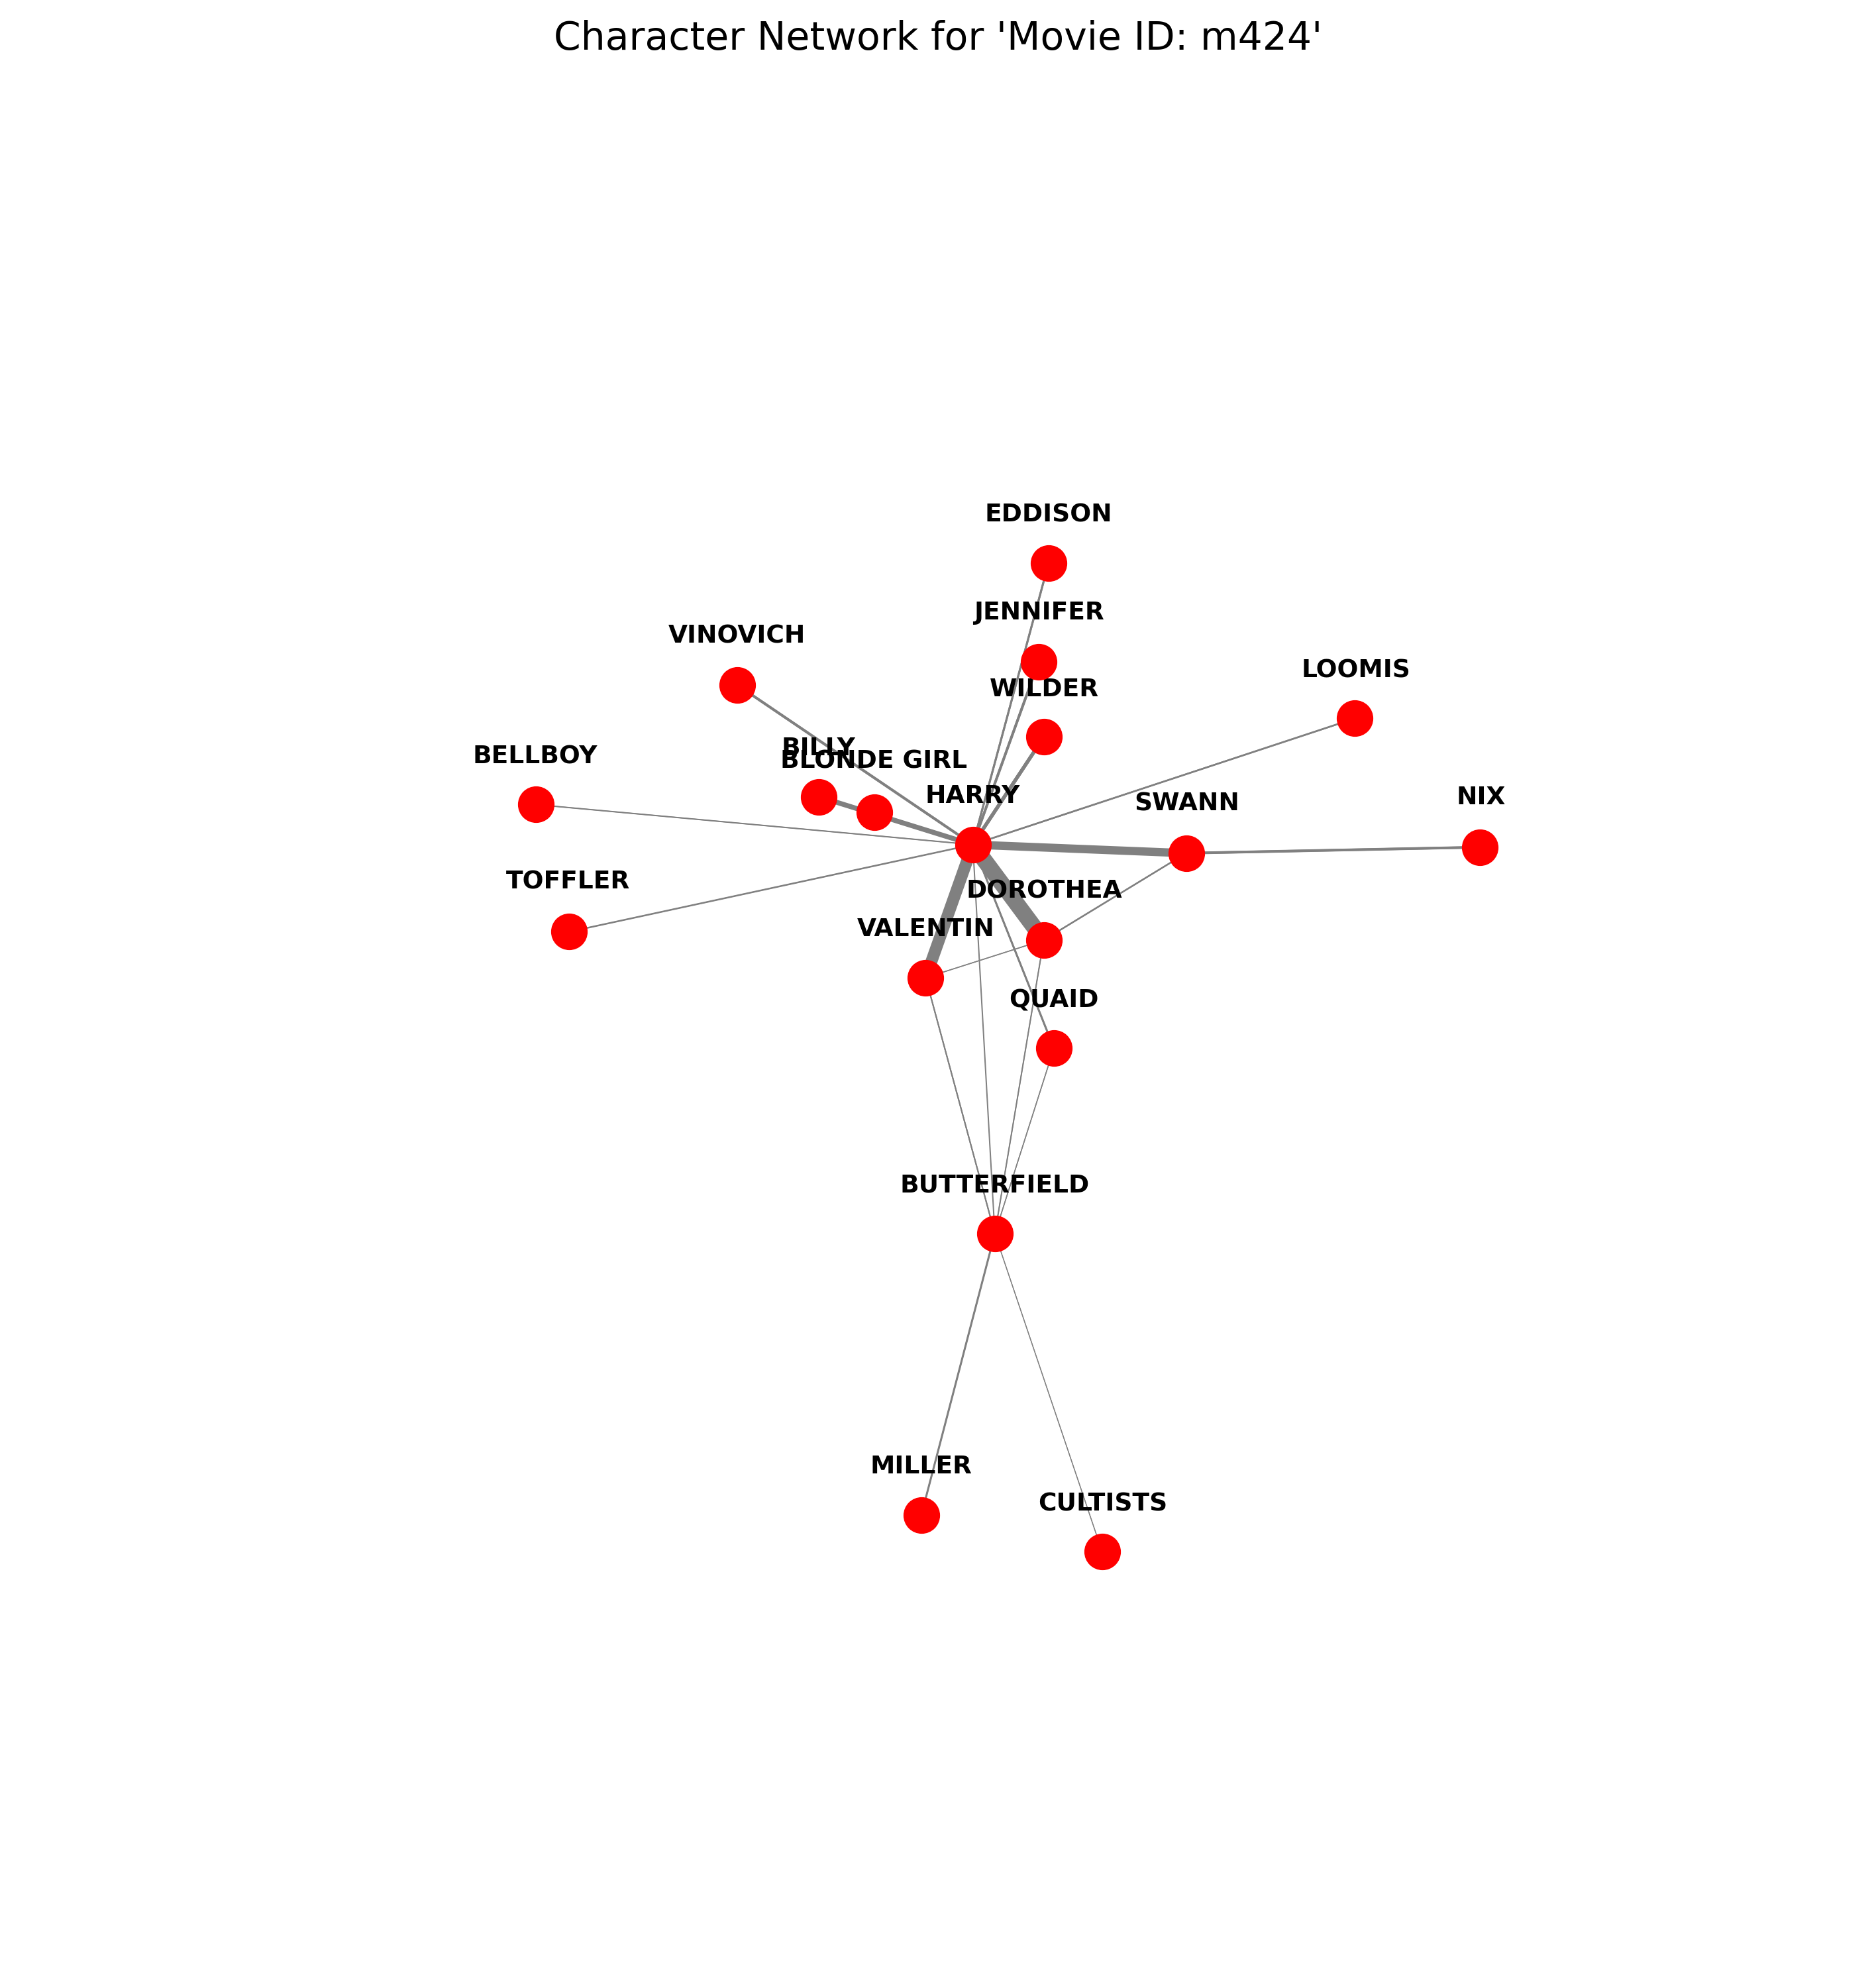 Character Network for 'Movie ID: m424'
EDDISON
JENNIFER
VINOVICH
LOOMIS
WILDER
BILLY
BELLBOY
BLONDE GIRL
HARRY
SWANN
NIX
TOFFLER
DOROTHEA
VALENTIN
QUAID
BUTTERFIELD
MILLER
CULTISTS